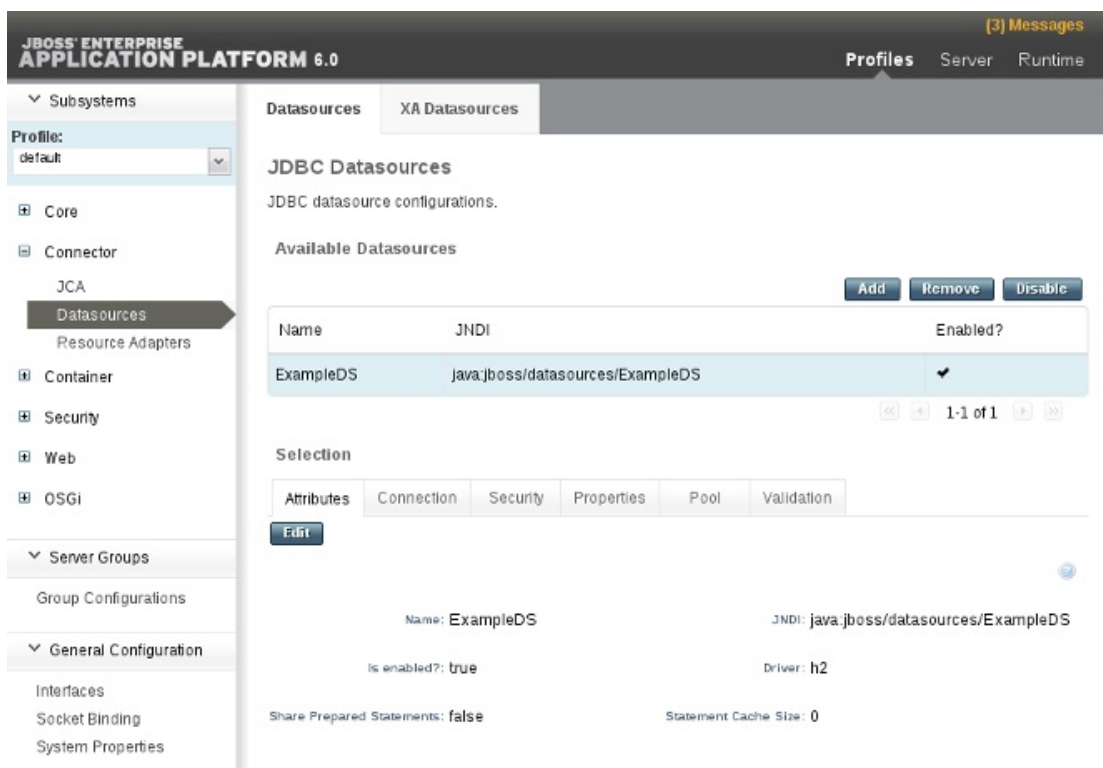 (3) Messages
JBOSS' ENTERPRISE
APPLICATION PLATFORM 6.0
Profiles Server Runtime
Subsystems
Profile:
default
Core
Connector
JCA
Datasources
Resource Adapters
Container
Security
Web
OSGi
Server Groups
Group Configurations
General Configuration
Interfaces
Socket Binding
System Properties
Datasources XA Datasources
JDBC Datasources
JDBC datasource configurations.
Available Datasources
Add Remove Disable
Name JNDI Enabled?
ExampleDS java:jboss/datasources/ExampleDS
1-1 of 1
Selection
Attributes Connection Security Properties Pool Validation
Edit
Name: ExampleDS JNDI: java:jboss/datasources/ExampleDS
Is enabled?: true Driver: h2
Share Prepared Statements: false Statement Cache Size: 0